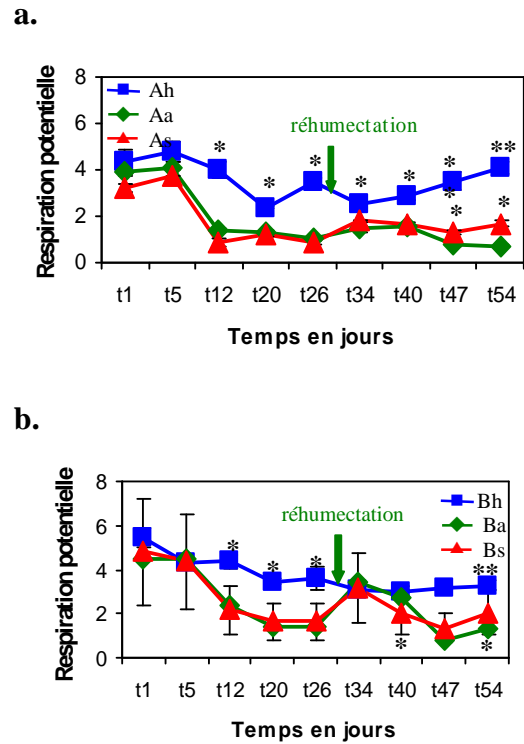 a.
8
6
4
2
0
Respiration potentielle
Ah
Aa
As
réhumectation
* * * * * * * ** * *
t1 t5 t12 t20 t26 t34 t40 t47 t54
Temps en jours
b.
8
6
4
2
0
Respiration potentielle
Bh
Ba
Bs
réhumectation
* * * ** * *
t1 t5 t12 t20 t26 t34 t40 t47 t54
Temps en jours